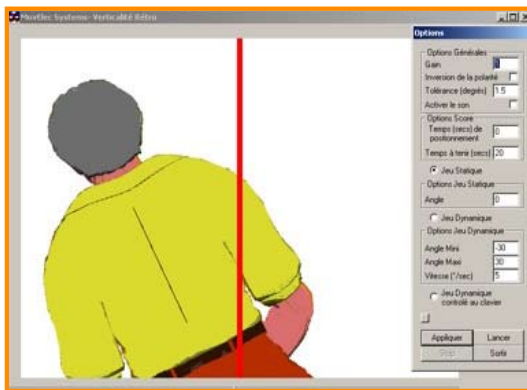 Movtlec Systems- Verticalité Rétro
Options
Options Générales
Gain
Inversion de la polarité
Tolérance (degrés) 1.5
Activer le son
Options Score
Temps (secs) de
positionnement 0
Temps à tenir (secs) 20
Jeu Statique
Options Jeu Statique
Angle 0
Jeu Dynamique
Options Jeu Dynamique
Angle Mini -30
Angle Maxi 30
Vitesse (°/sec) 5
Jeu Dynamique
contrôlé au clavier
Appliquer Lancer
Stop Sortir